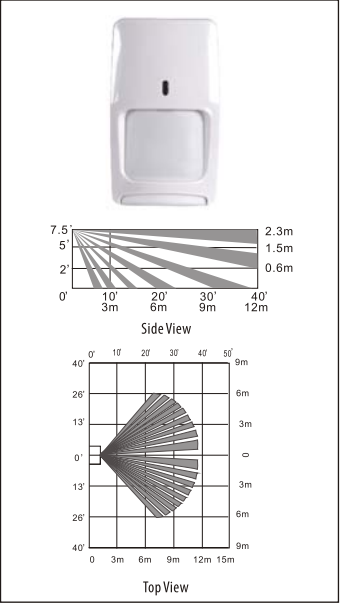 7.5' 2.3m
5' 1.5m
2' 0.6m
0' 10' 20' 30' 40'
3m 6m 9m 12m
Side View
0' 10' 20' 30' 40' 50'
40' 9m
26' 6m
13' 3m
0' 0
13' 3m
26' 6m
40' 9m
0 3m 6m 9m 12m 15m
Top View